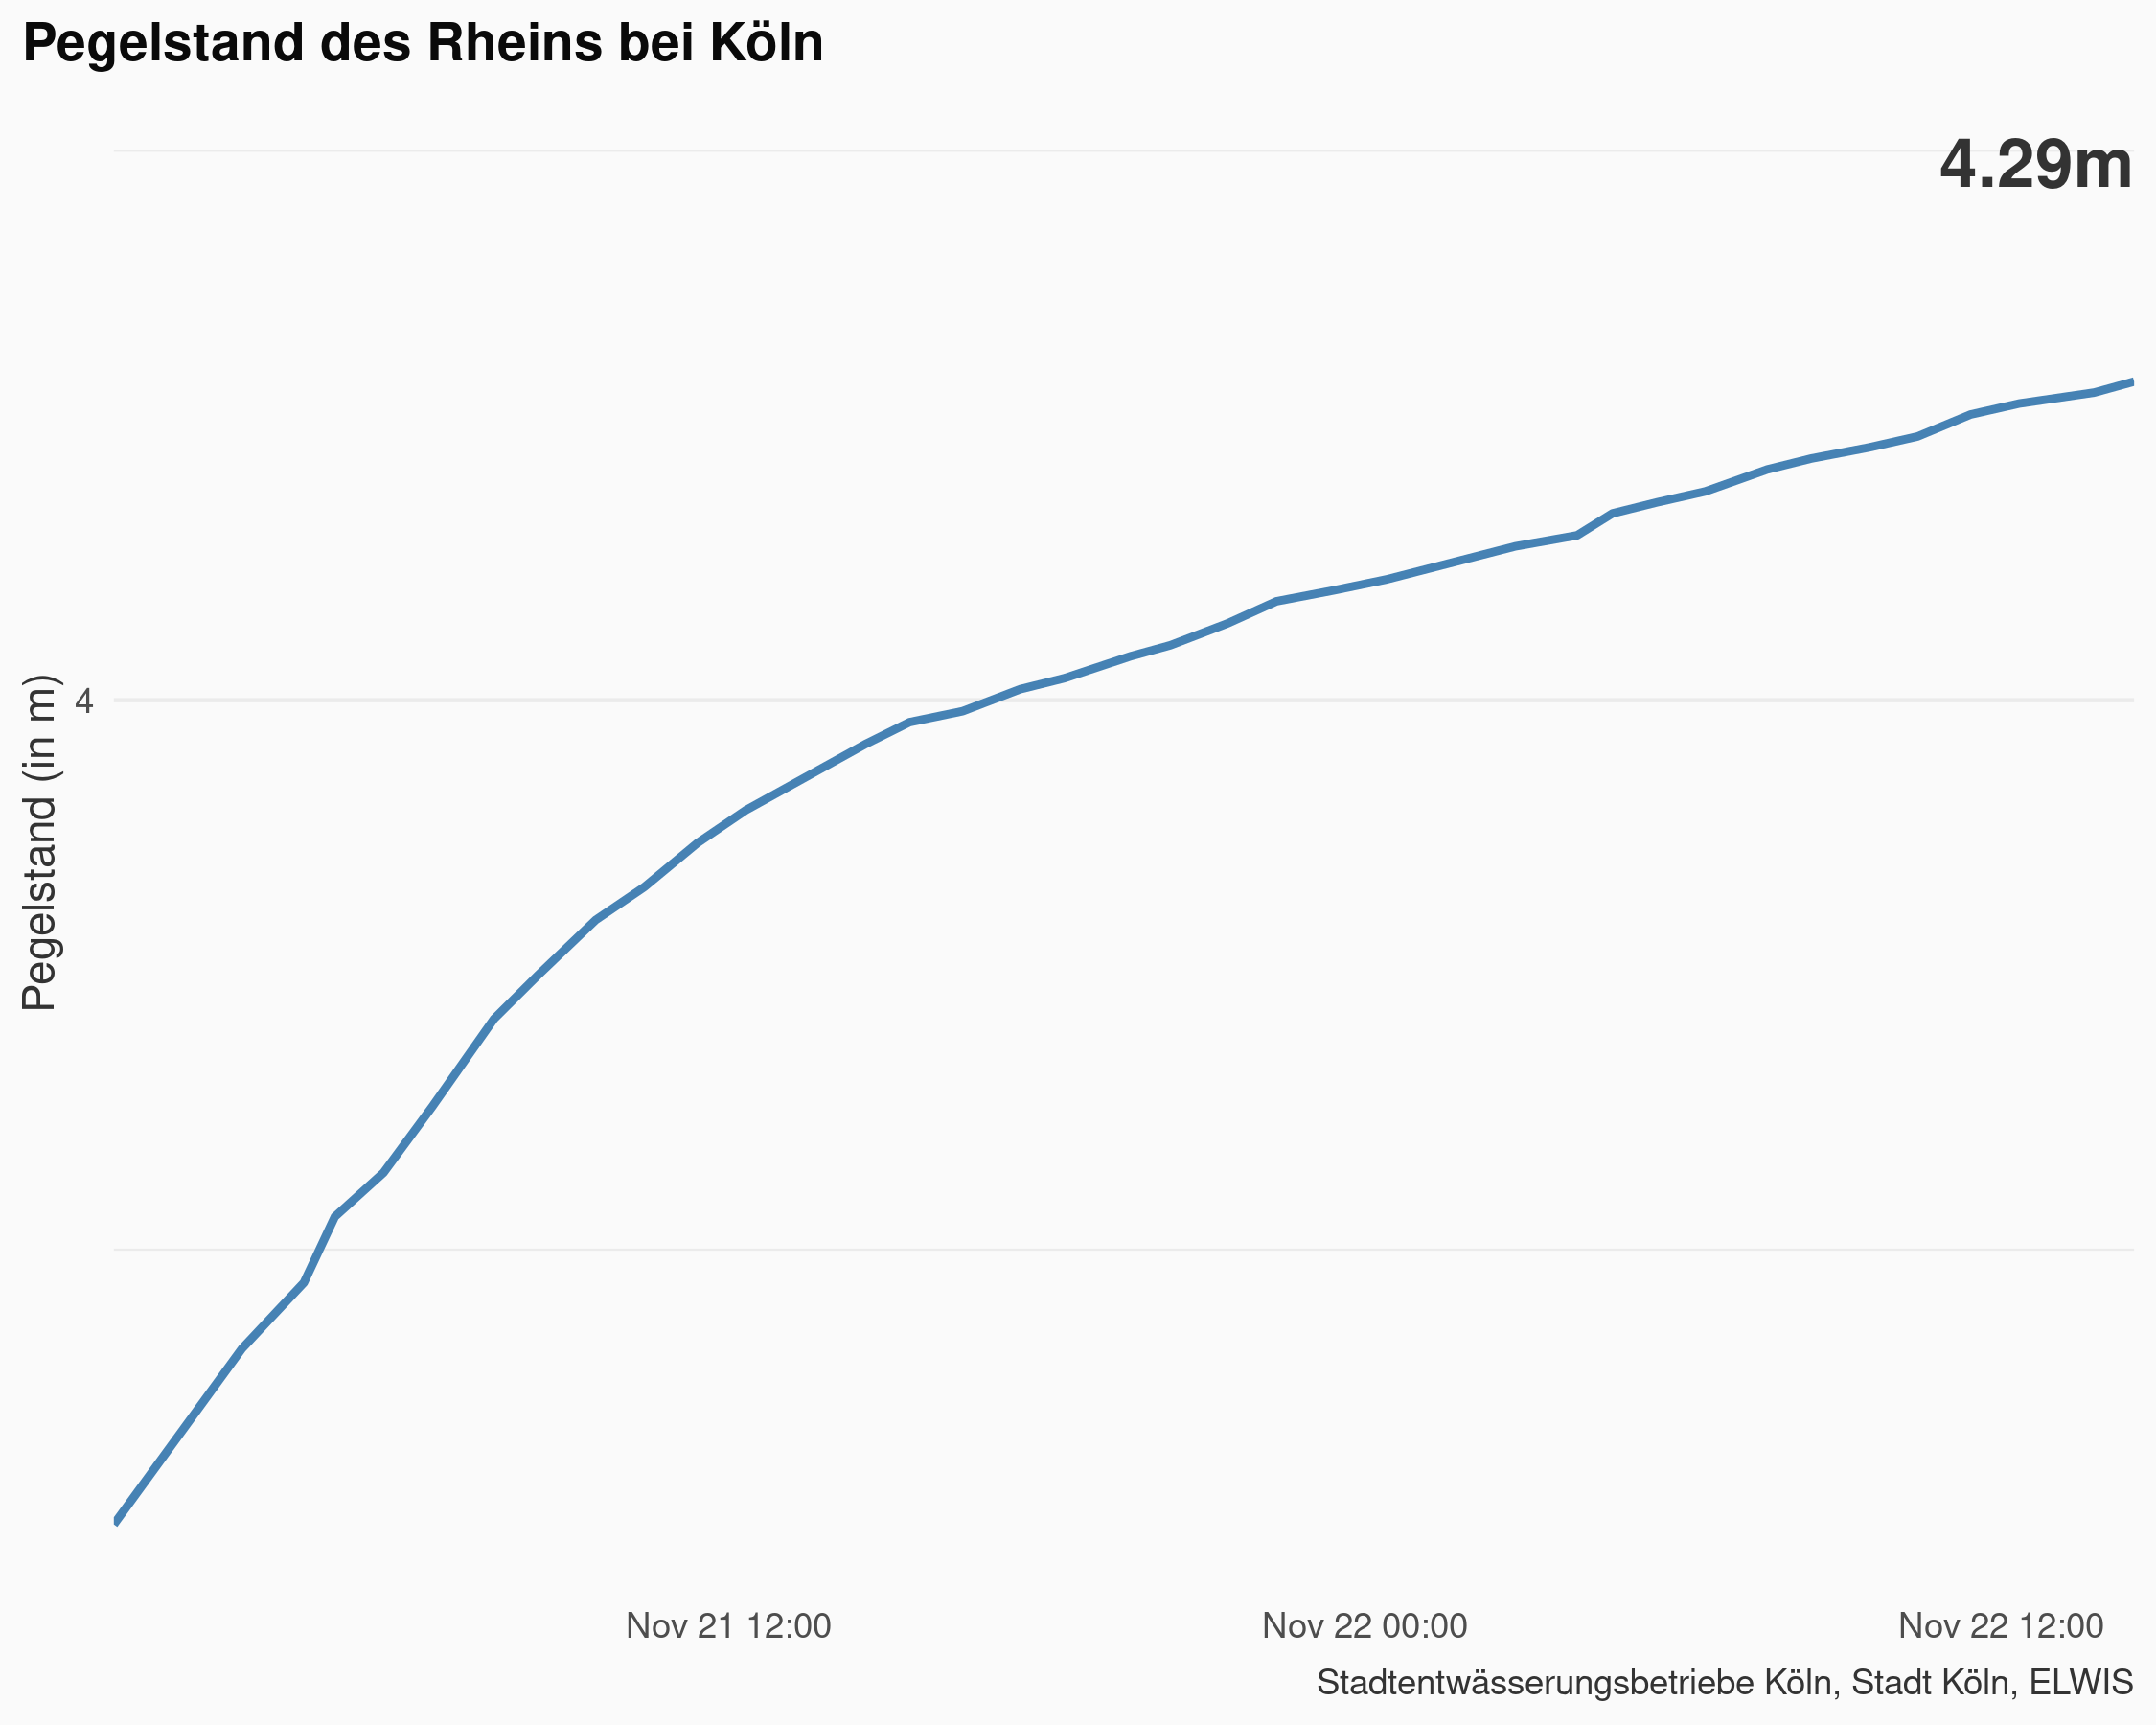 Pegelstand des Rheins bei Köln
4.29m
Pegelstand (in m)
4
Nov 21 12:00
Nov 22 00:00
Nov 22 12:00
Stadtentwässerungsbetriebe Köln, Stadt Köln, ELWIS